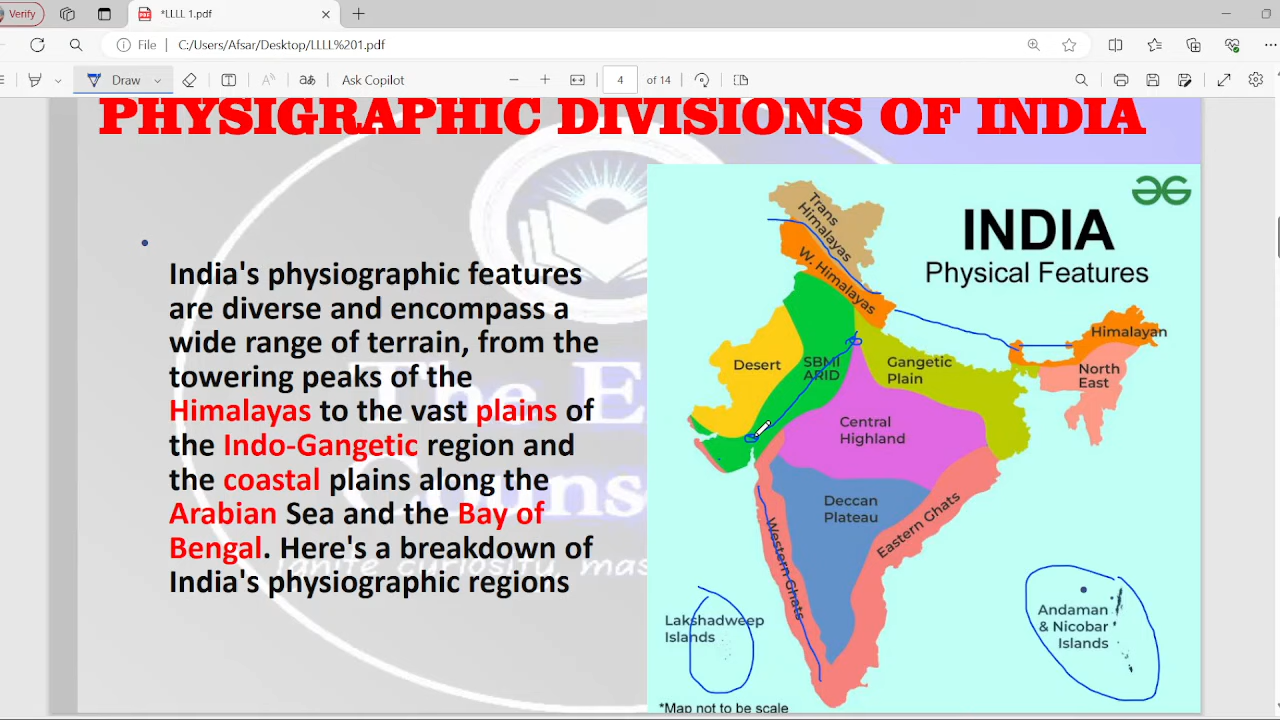 Verify
*LLLL 1.pdf
File
C:/Users/Afsar/Desktop/LLLL%201.pdf
Draw
Ask Copilot
4
of 14
PHYSIGRAPHIC DIVISIONS OF INDIA
India's physiographic features
are diverse and encompass a
wide range of terrain, from the
towering peaks of the
Himalayas to the vast plains of
the Indo-Gangetic region and
the coastal plains along the
Arabian Sea and the Bay of
Bengal. Here's a breakdown of
India's physiographic regions
INDIA
Physical Features
Trans
Himalayas
W. Himalayas
Himalayan
North
East
Desert
SBMI
ARID
Gangetic
Plain
Central
Highland
Deccan
Plateau
Eastern Ghats
Western Ghats
Lakshadweep
Islands
Andaman
& Nicobar
Islands
*Map not to be scale